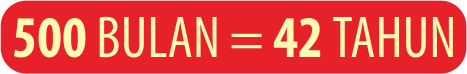 500 BULAN = 42 TAHUN